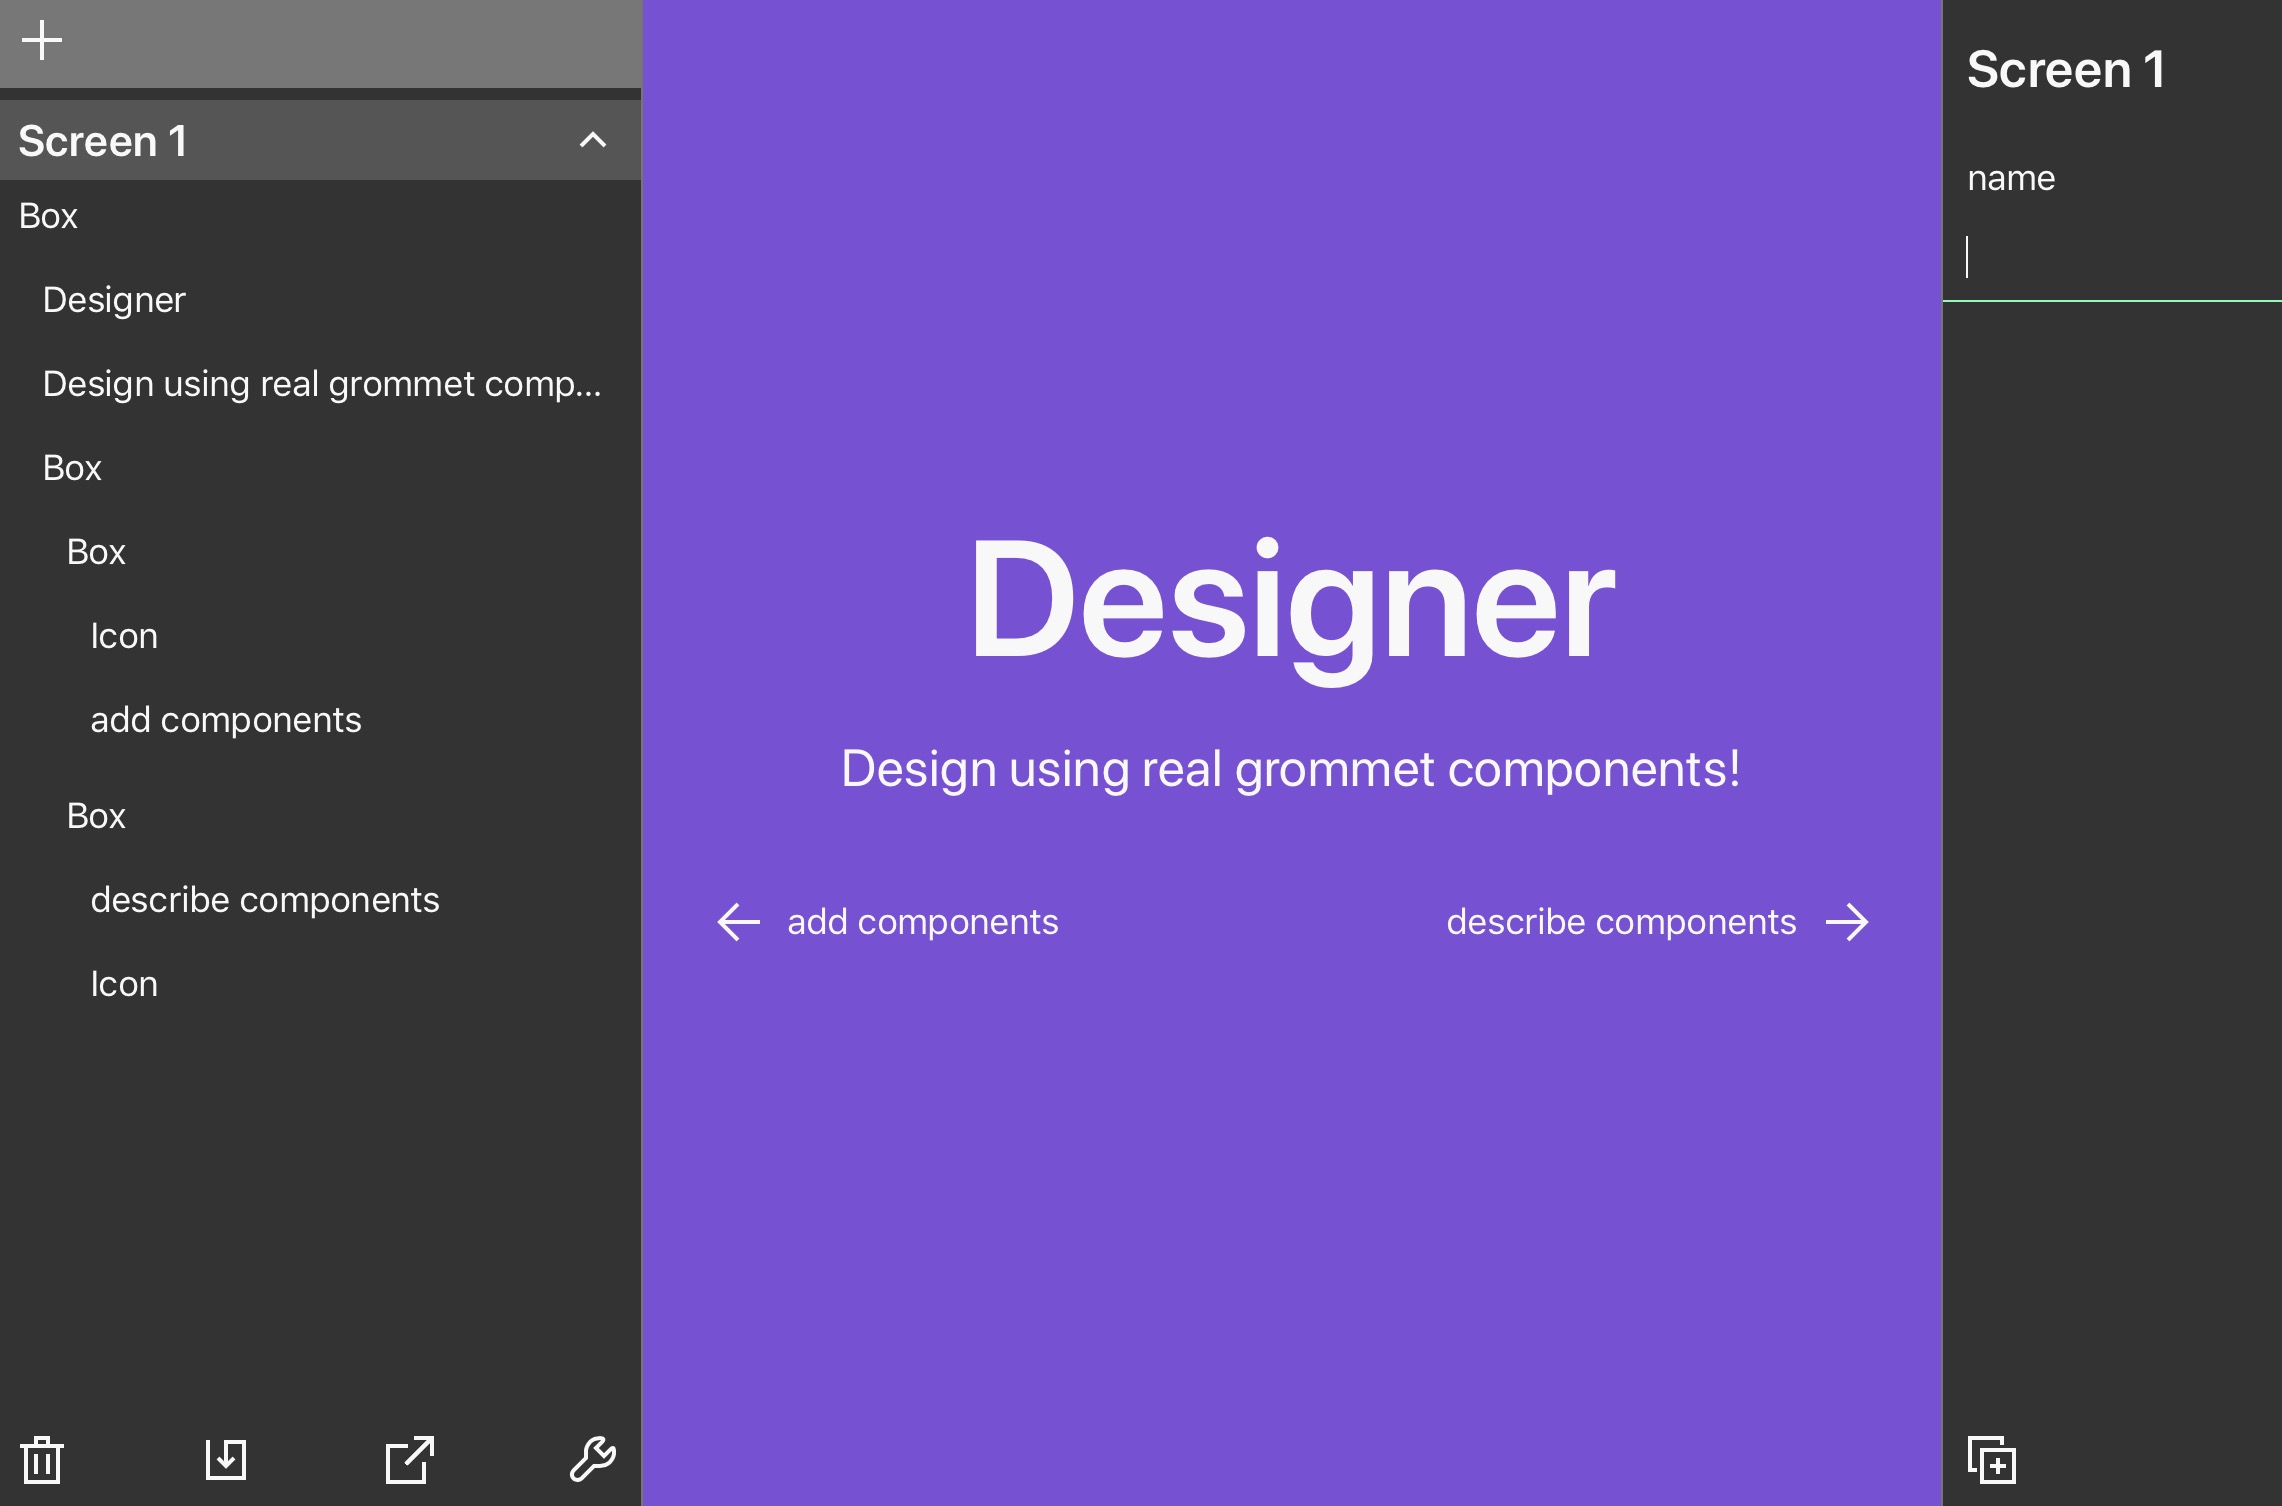 Screen 1
Box
Designer
Design using real grommet comp...
Box
Box
Icon
add components
Box
describe components
Icon
Designer
Design using real grommet components!
add components
describe components
Screen 1
name